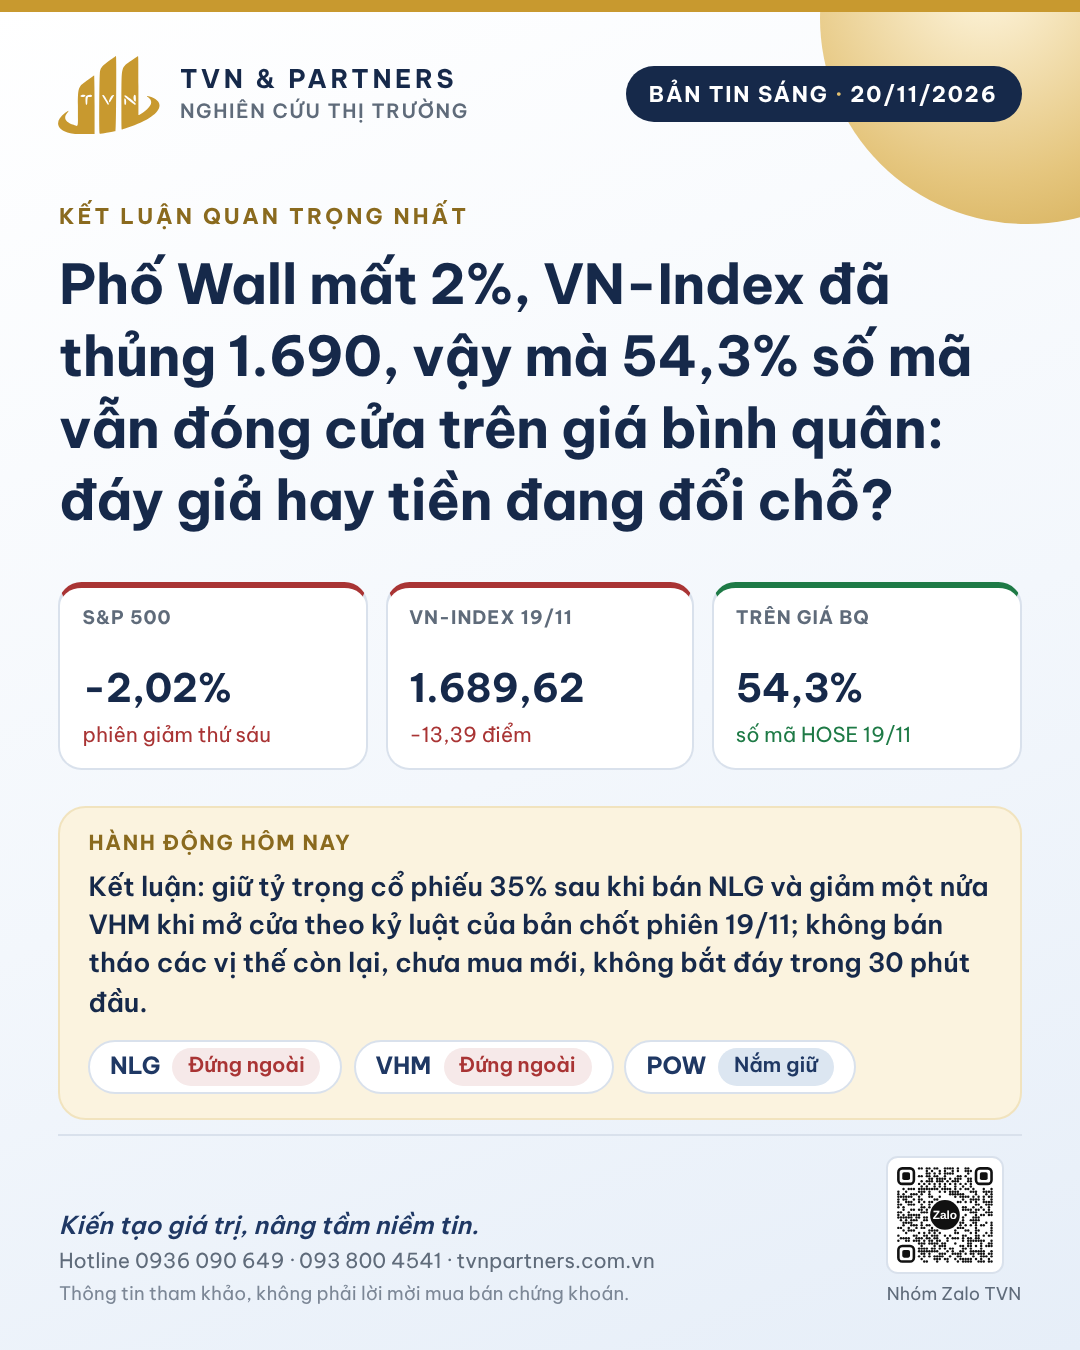 TVN
TVN & PARTNERS
NGHIÊN CỨU THỊ TRƯỜNG
BẢN TIN SÁNG · 20/11/2026
KẾT LUẬN QUAN TRỌNG NHẤT
Phố Wall mất 2%, VN-Index đã
thủng 1.690, vậy mà 54,3% số mã
vẫn đóng cửa trên giá bình quân:
đáy giả hay tiền đang đổi chỗ?
S&P 500
-2,02%
phiên giảm thứ sáu
VN-INDEX 19/11
1.689,62
-13,39 điểm
TRÊN GIÁ BQ
54,3%
số mã HOSE 19/11
HÀNH ĐỘNG HÔM NAY
Kết luận: giữ tỷ trọng cổ phiếu 35% sau khi bán NLG và giảm một nửa
VHM khi mở cửa theo kỷ luật của bản chốt phiên 19/11; không bán
tháo các vị thế còn lại, chưa mua mới, không bắt đáy trong 30 phút
đầu.
NLG Đứng ngoài
VHM Đứng ngoài
POW Nắm giữ
Kiến tạo giá trị, nâng tầm niềm tin.
Hotline 0936 090 649 · 093 800 4541 · tvnpartners.com.vn
Thông tin tham khảo, không phải lời mời mua bán chứng khoán.
Zalo
Nhóm Zalo TVN